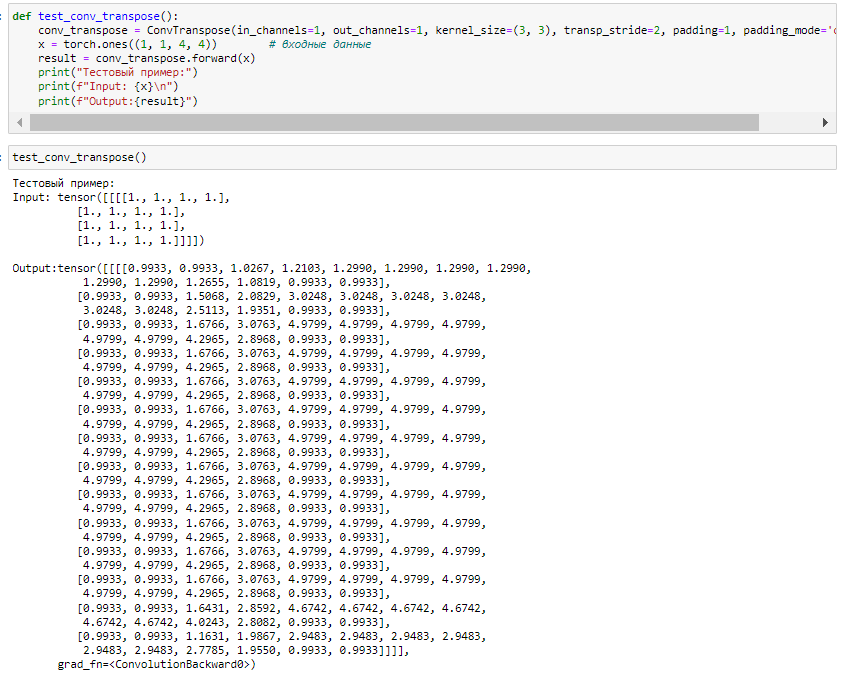 def test_conv_transpose():
    conv_transpose = ConvTranspose(in_channels=1, out_channels=1, kernel_size=(3, 3), transp_stride=2, padding=1, padding_mode='
    x = torch.ones((1, 1, 4, 4))        # входные данные
    result = conv_transpose.forward(x)
    print("Тестовый пример:")
    print(f"Input: {x}\n")
    print(f"Output:{result}")
test_conv_transpose()
Тестовый пример:
Input: tensor([[[[1., 1., 1., 1.],
          [1., 1., 1., 1.],
          [1., 1., 1., 1.],
          [1., 1., 1., 1.]]]])
Output:tensor([[[[0.9933, 0.9933, 1.0267, 1.2103, 1.2990, 1.2990, 1.2990, 1.2990,
           1.2990, 1.2990, 1.2655, 1.0819, 0.9933, 0.9933],
          [0.9933, 0.9933, 1.5068, 2.0829, 3.0248, 3.0248, 3.0248, 3.0248,
           3.0248, 3.0248, 2.5113, 1.9351, 0.9933, 0.9933],
          [0.9933, 0.9933, 1.6766, 3.0763, 4.9799, 4.9799, 4.9799, 4.9799,
           4.9799, 4.9799, 4.2965, 2.8968, 0.9933, 0.9933],
          [0.9933, 0.9933, 1.6766, 3.0763, 4.9799, 4.9799, 4.9799, 4.9799,
           4.9799, 4.9799, 4.2965, 2.8968, 0.9933, 0.9933],
          [0.9933, 0.9933, 1.6766, 3.0763, 4.9799, 4.9799, 4.9799, 4.9799,
           4.9799, 4.9799, 4.2965, 2.8968, 0.9933, 0.9933],
          [0.9933, 0.9933, 1.6766, 3.0763, 4.9799, 4.9799, 4.9799, 4.9799,
           4.9799, 4.9799, 4.2965, 2.8968, 0.9933, 0.9933],
          [0.9933, 0.9933, 1.6766, 3.0763, 4.9799, 4.9799, 4.9799, 4.9799,
           4.9799, 4.9799, 4.2965, 2.8968, 0.9933, 0.9933],
          [0.9933, 0.9933, 1.6766, 3.0763, 4.9799, 4.9799, 4.9799, 4.9799,
           4.9799, 4.9799, 4.2965, 2.8968, 0.9933, 0.9933],
          [0.9933, 0.9933, 1.6766, 3.0763, 4.9799, 4.9799, 4.9799, 4.9799,
           4.9799, 4.9799, 4.2965, 2.8968, 0.9933, 0.9933],
          [0.9933, 0.9933, 1.6766, 3.0763, 4.9799, 4.9799, 4.9799, 4.9799,
           4.9799, 4.9799, 4.2965, 2.8968, 0.9933, 0.9933],
          [0.9933, 0.9933, 1.6766, 3.0763, 4.9799, 4.9799, 4.9799, 4.9799,
           4.9799, 4.9799, 4.2965, 2.8968, 0.9933, 0.9933],
          [0.9933, 0.9933, 1.6766, 3.0763, 4.9799, 4.9799, 4.9799, 4.9799,
           4.9799, 4.9799, 4.2965, 2.8968, 0.9933, 0.9933],
          [0.9933, 0.9933, 1.6431, 2.8592, 4.6742, 4.6742, 4.6742, 4.6742,
           4.6742, 4.6742, 4.0243, 2.8082, 0.9933, 0.9933],
          [0.9933, 0.9933, 1.1631, 1.9867, 2.9483, 2.9483, 2.9483, 2.9483,
           2.9483, 2.9483, 2.7785, 1.9550, 0.9933, 0.9933]]]],
       grad_fn=<ConvolutionBackward0>)